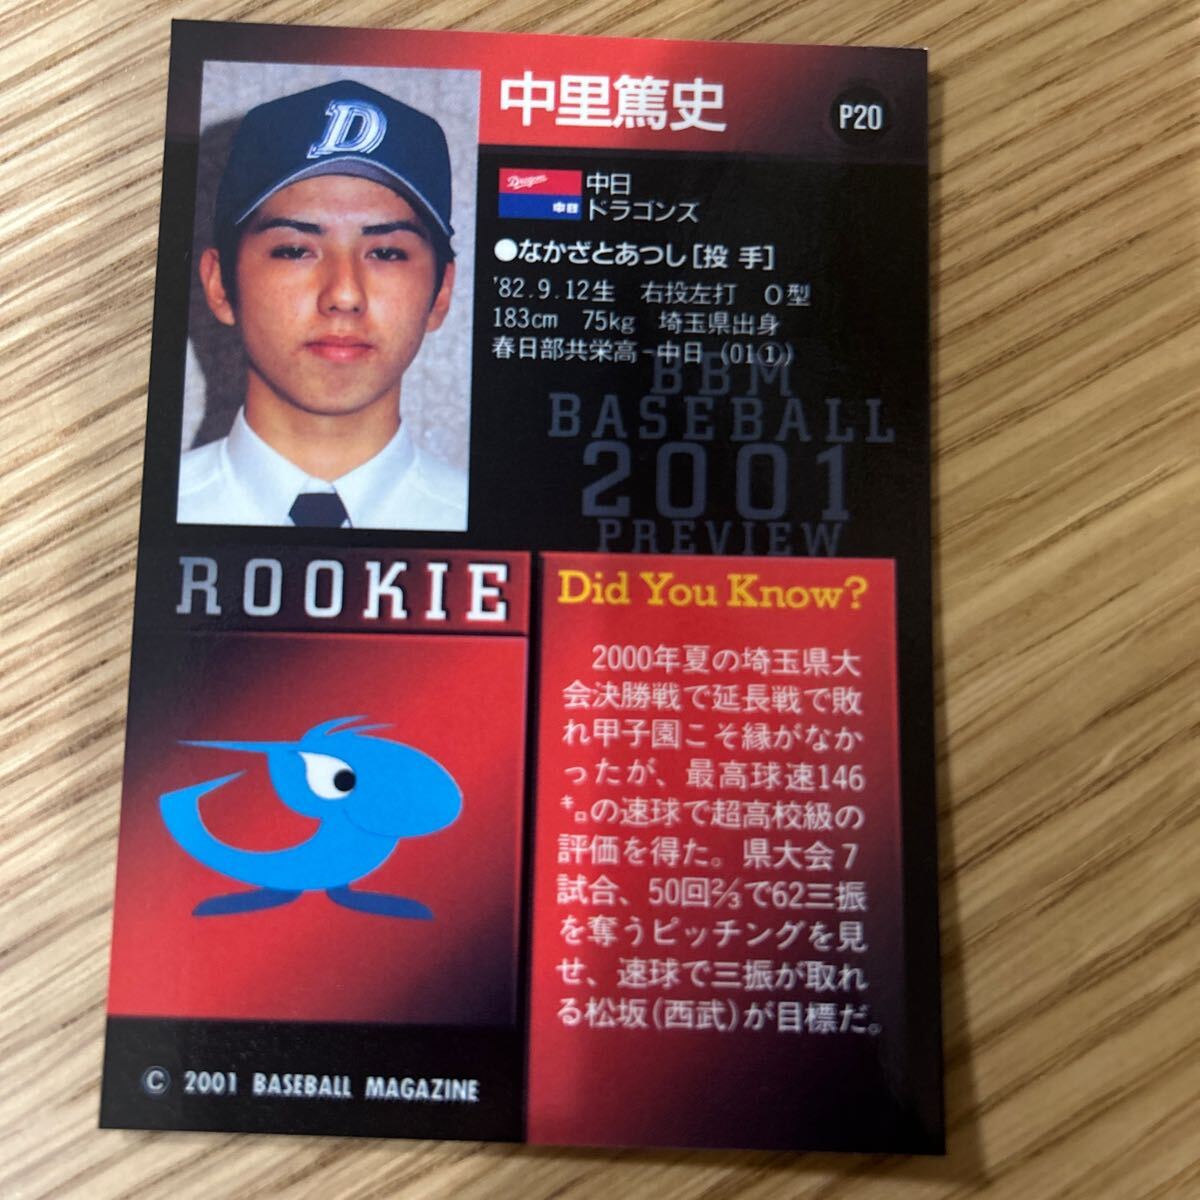 中里篤史
P20
D
Dragons
中日
中日
ドラゴンズ
●なかざとあつし[投 手]
'82.9.12生 右投左打 O型
183cm 75kg 埼玉県出身
春日部共栄高−中日 (01①)
BBM
BASEBALL
2001
PREVIEW
ROOKIE
Did You Know?
2000年夏の埼玉県大
会決勝戦で延長戦で敗
れ甲子園こそ縁がなか
ったが、最高球速146
㌔の速球で超高校級の
評価を得た。県大会7
試合、50回⅔で62三振
を奪うピッチングを見
せ、速球で三振が取れ
る松坂(西武)が目標だ。
© 2001 BASEBALL MAGAZINE